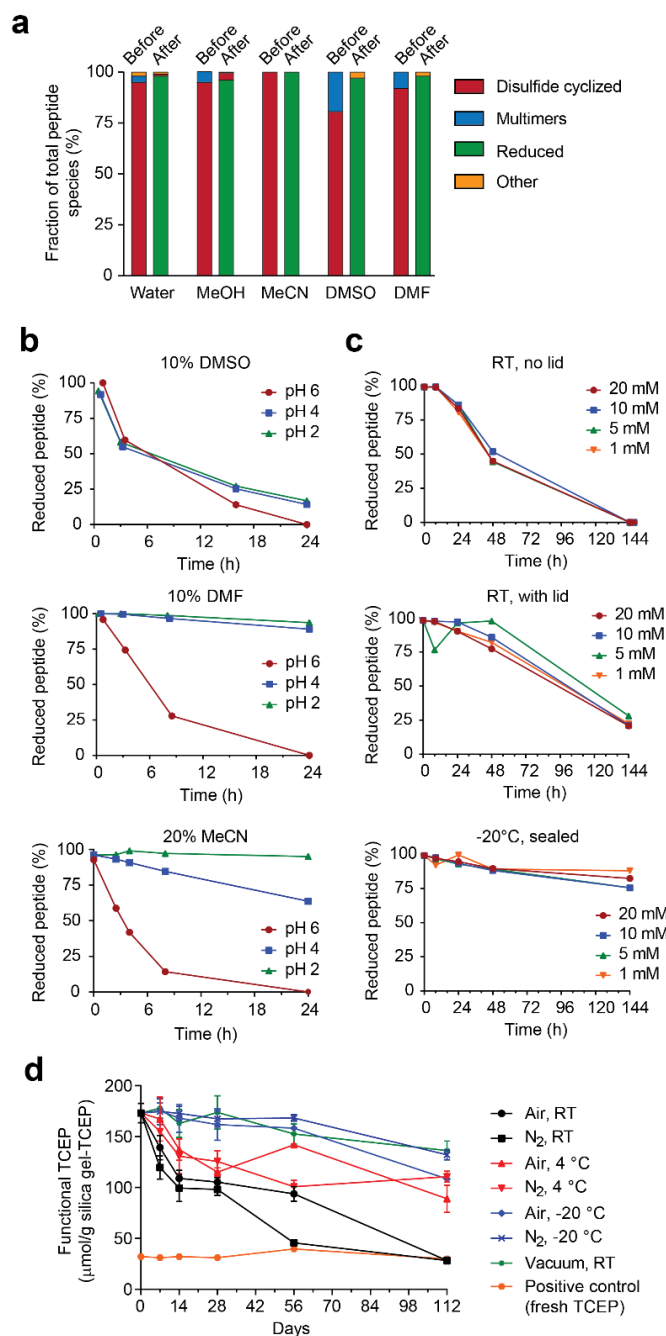 a
Before
After
Before
After
Before
After
Before
After
Before
After
Fraction of total peptide
species (%)
100
75
50
25
0
Water
MeOH
MeCN
DMSO
DMF
Disulfide cyclized
Multimers
Reduced
Other
b
10% DMSO
Reduced peptide (%)
100
75
50
25
0
0
6
12
18
24
Time (h)
pH 6
pH 4
pH 2
10% DMF
Reduced peptide (%)
100
75
50
25
0
0
6
12
18
24
Time (h)
pH 6
pH 4
pH 2
20% MeCN
Reduced peptide (%)
100
75
50
25
0
0
6
12
18
24
Time (h)
pH 6
pH 4
pH 2
c
RT, no lid
Reduced peptide (%)
100
75
50
25
0
0
24
48
72
96
120
144
Time (h)
20 mM
10 mM
5 mM
1 mM
RT, with lid
Reduced peptide (%)
100
75
50
25
0
0
24
48
72
96
120
144
Time (h)
20 mM
10 mM
5 mM
1 mM
-20°C, sealed
Reduced peptide (%)
100
75
50
25
0
0
24
48
72
96
120
144
Time (h)
20 mM
10 mM
5 mM
1 mM
d
Functional TCEP
(μmol/g silica gel-TCEP)
200
150
100
50
0
0
14
28
42
56
70
84
98
112
Days
Air, RT
N2, RT
Air, 4 °C
N2, 4 °C
Air, -20 °C
N2, -20 °C
Vacuum, RT
Positive control
(fresh TCEP)